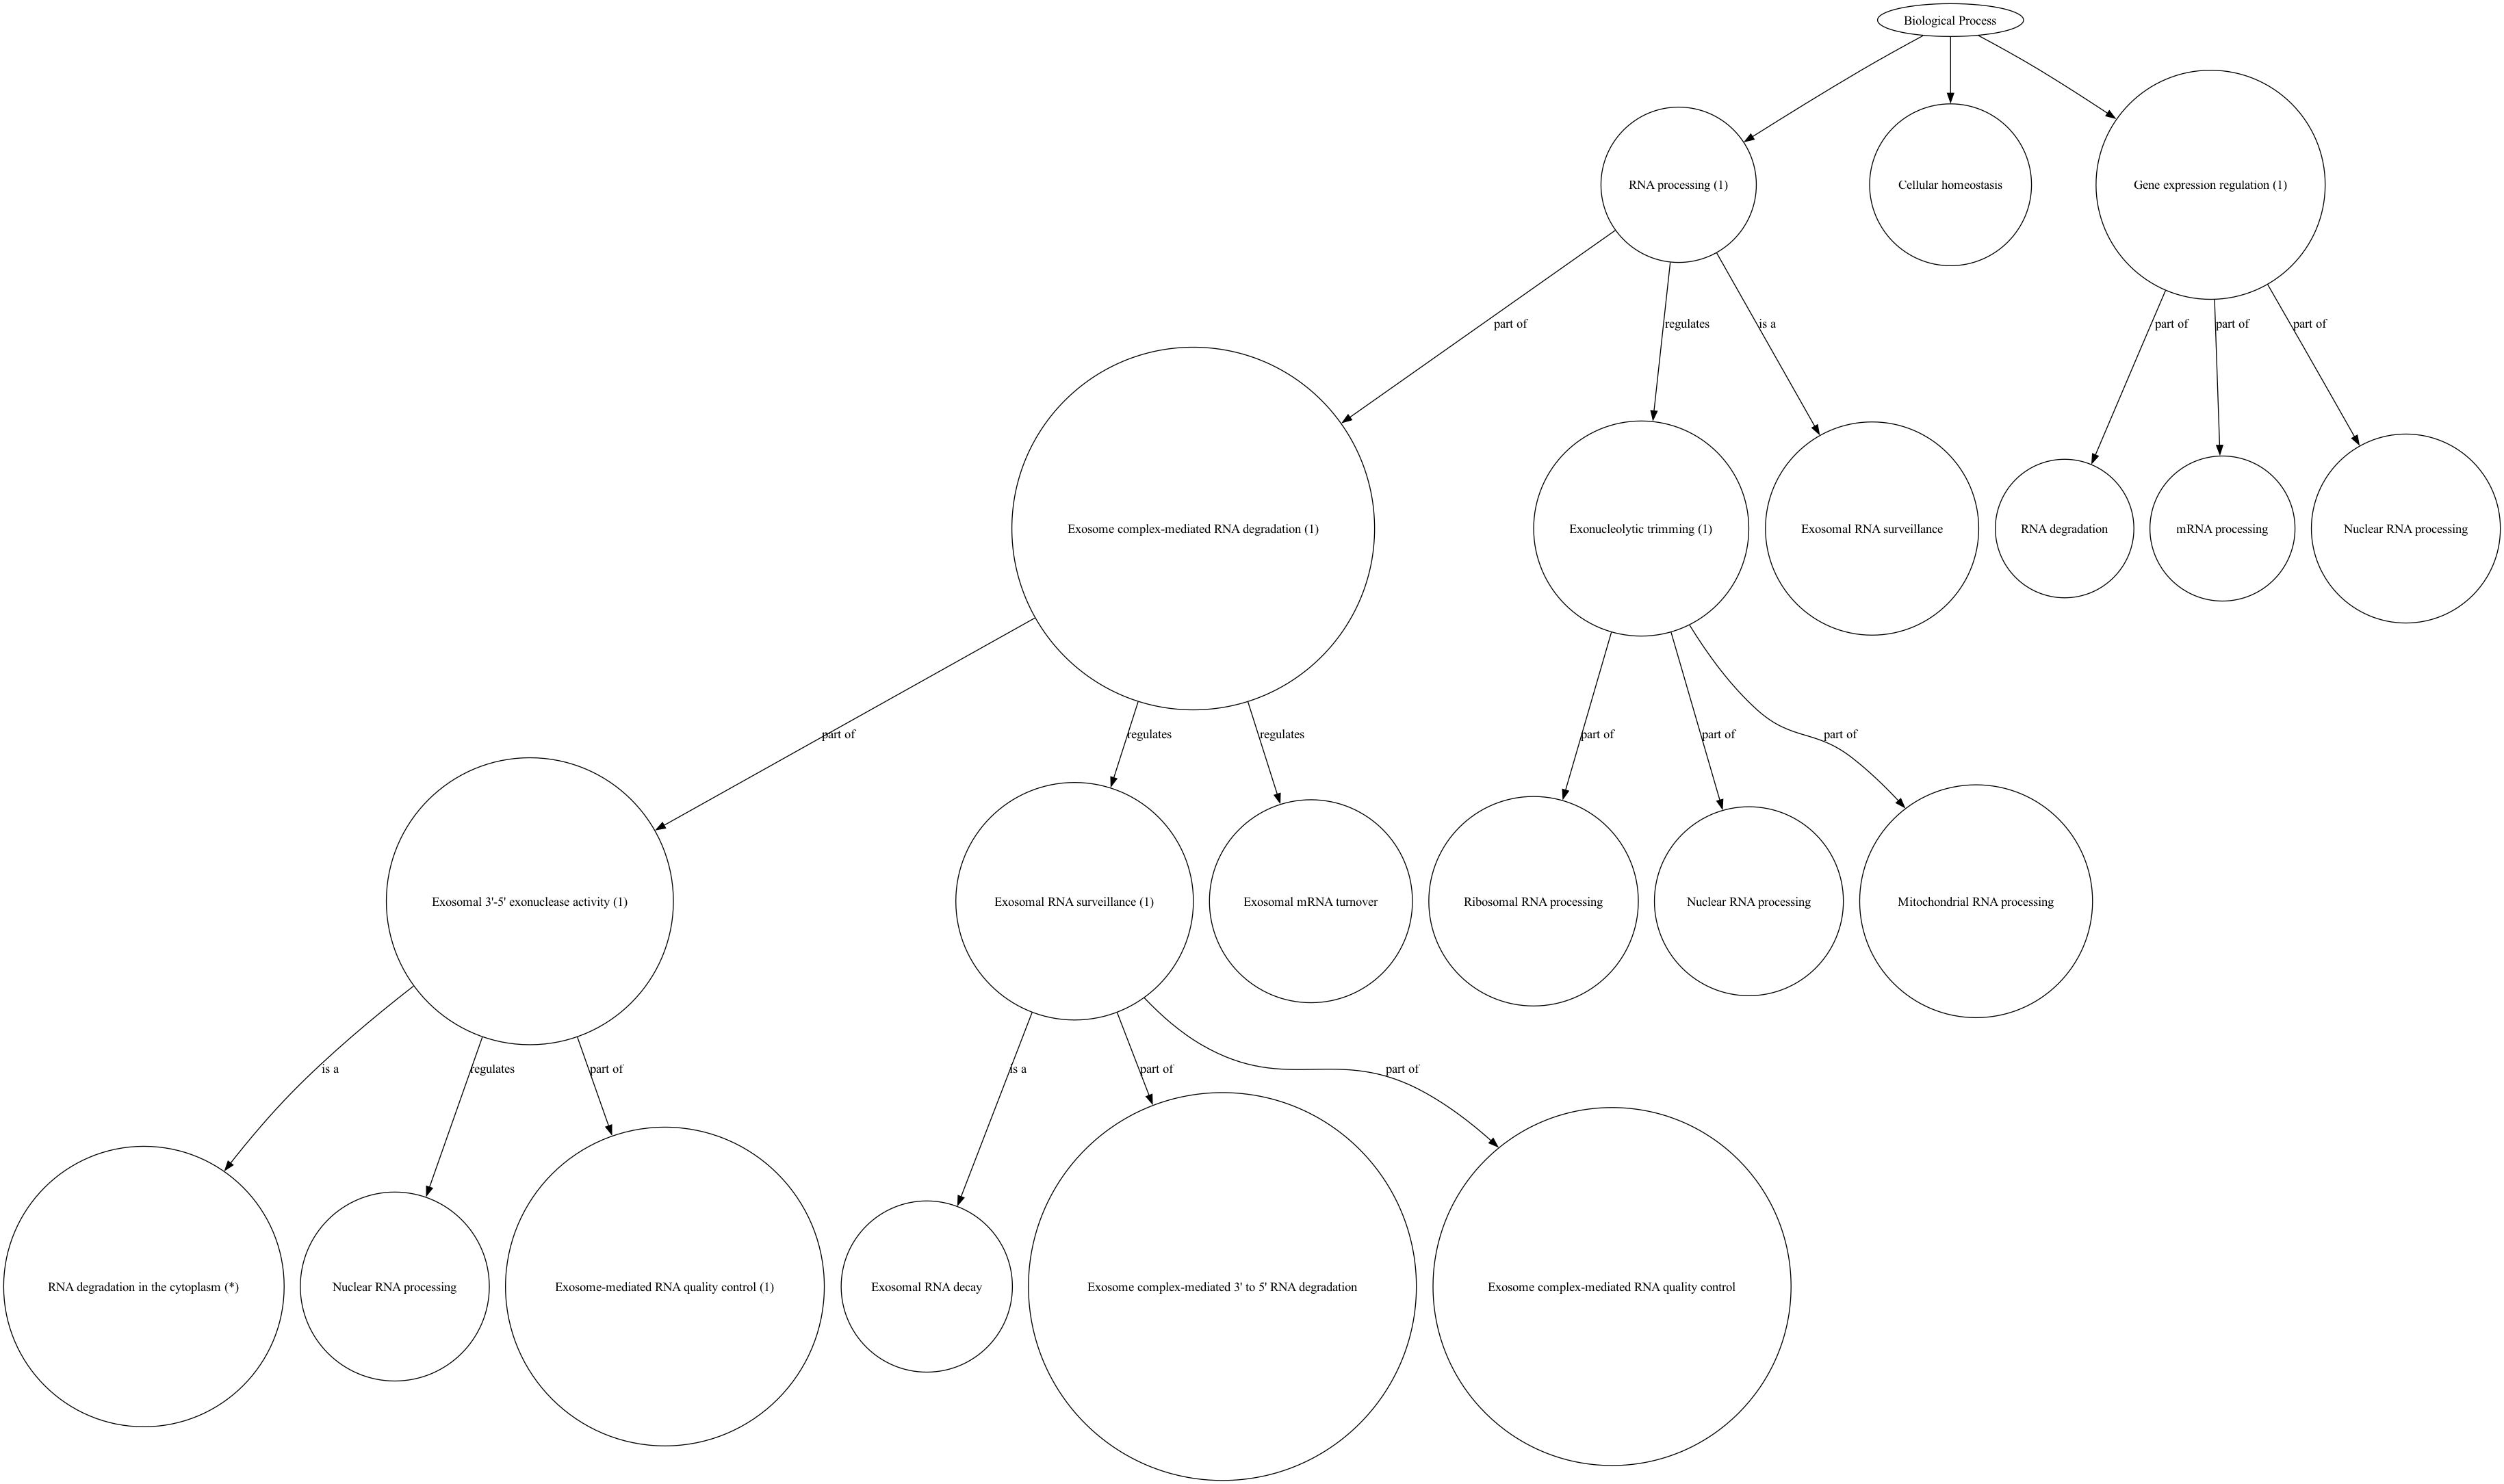 Biological Process
RNA processing (1)
Cellular homeostasis
Gene expression regulation (1)
part of
regulates
is a
part of
part of
part of
Exosome complex-mediated RNA degradation (1)
Exonucleolytic trimming (1)
Exosomal RNA surveillance
RNA degradation
mRNA processing
Nuclear RNA processing
part of
regulates
regulates
part of
part of
part of
Exosomal 3'-5' exonuclease activity (1)
Exosomal RNA surveillance (1)
Exosomal mRNA turnover
Ribosomal RNA processing
Nuclear RNA processing
Mitochondrial RNA processing
is a
regulates
part of
is a
part of
part of
RNA degradation in the cytoplasm (*)
Nuclear RNA processing
Exosome-mediated RNA quality control (1)
Exosomal RNA decay
Exosome complex-mediated 3' to 5' RNA degradation
Exosome complex-mediated RNA quality control